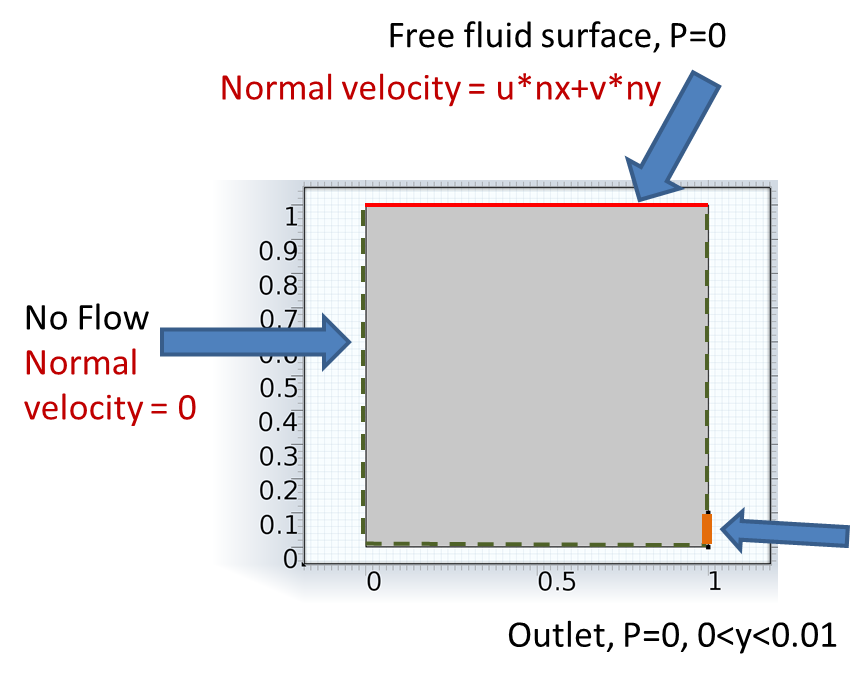 Free fluid surface, P=0
Normal velocity = u*nx+v*ny
1
0.9
0.8
No Flow
0.7
0.6
Normal
velocity = 0
0.5
0.4
0.3
0.2
0.1
0
0 0.5 1
Outlet, P=0, 0<y<0.01